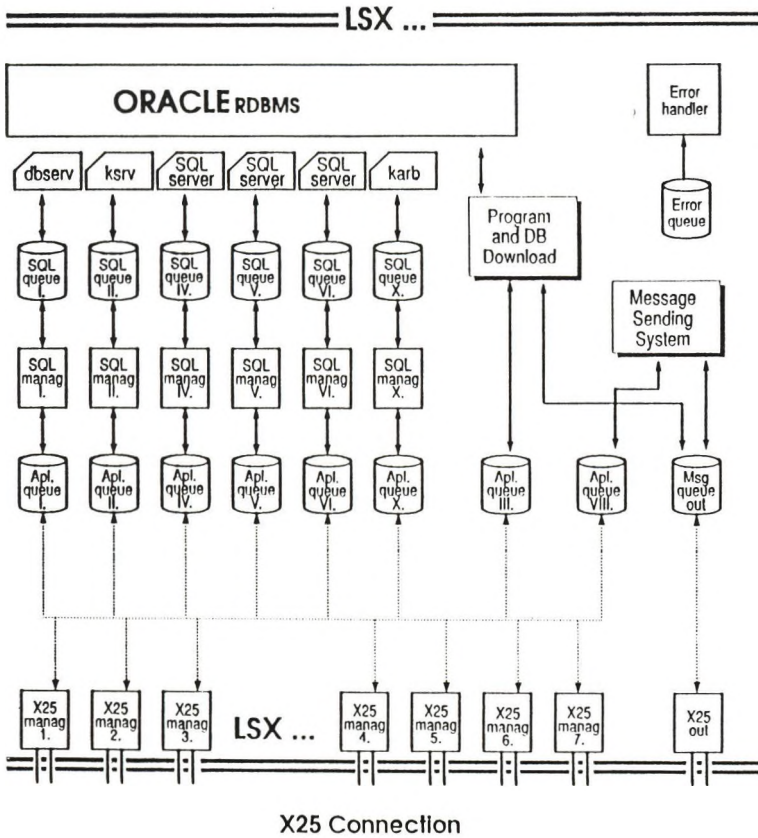 LSX ...
ORACLE RDBMS
Error
handler
dbserv
ksrv
SQL
server
SQL
server
SQL
server
karb
Program
and DB
Download
Error
queue
SQL
queue
I.
SQL
queue
II.
SQL
queue
IV.
SQL
queue
V.
SQL
queue
VI.
SQL
queue
X.
Message
Sending
System
SQL
manag
I.
SQL
manag
II.
SQL
manag
IV.
SQL
manag
V.
SQL
manag
VI.
SQL
manag
X.
Apl.
queue
I.
Apl.
queue
II.
Apl.
queue
IV.
Apl.
queue
V.
Apl.
queue
VI.
Apl.
queue
X.
Apl.
queue
III.
Apl.
queue
VIII.
Msg
queue
out
X25
manag
1.
X25
manag
2.
X25
manag
3.
LSX ...
X25
manag
4.
X25
manag
5.
X25
manag
6.
X25
manag
7.
X25
out
X25 Connection